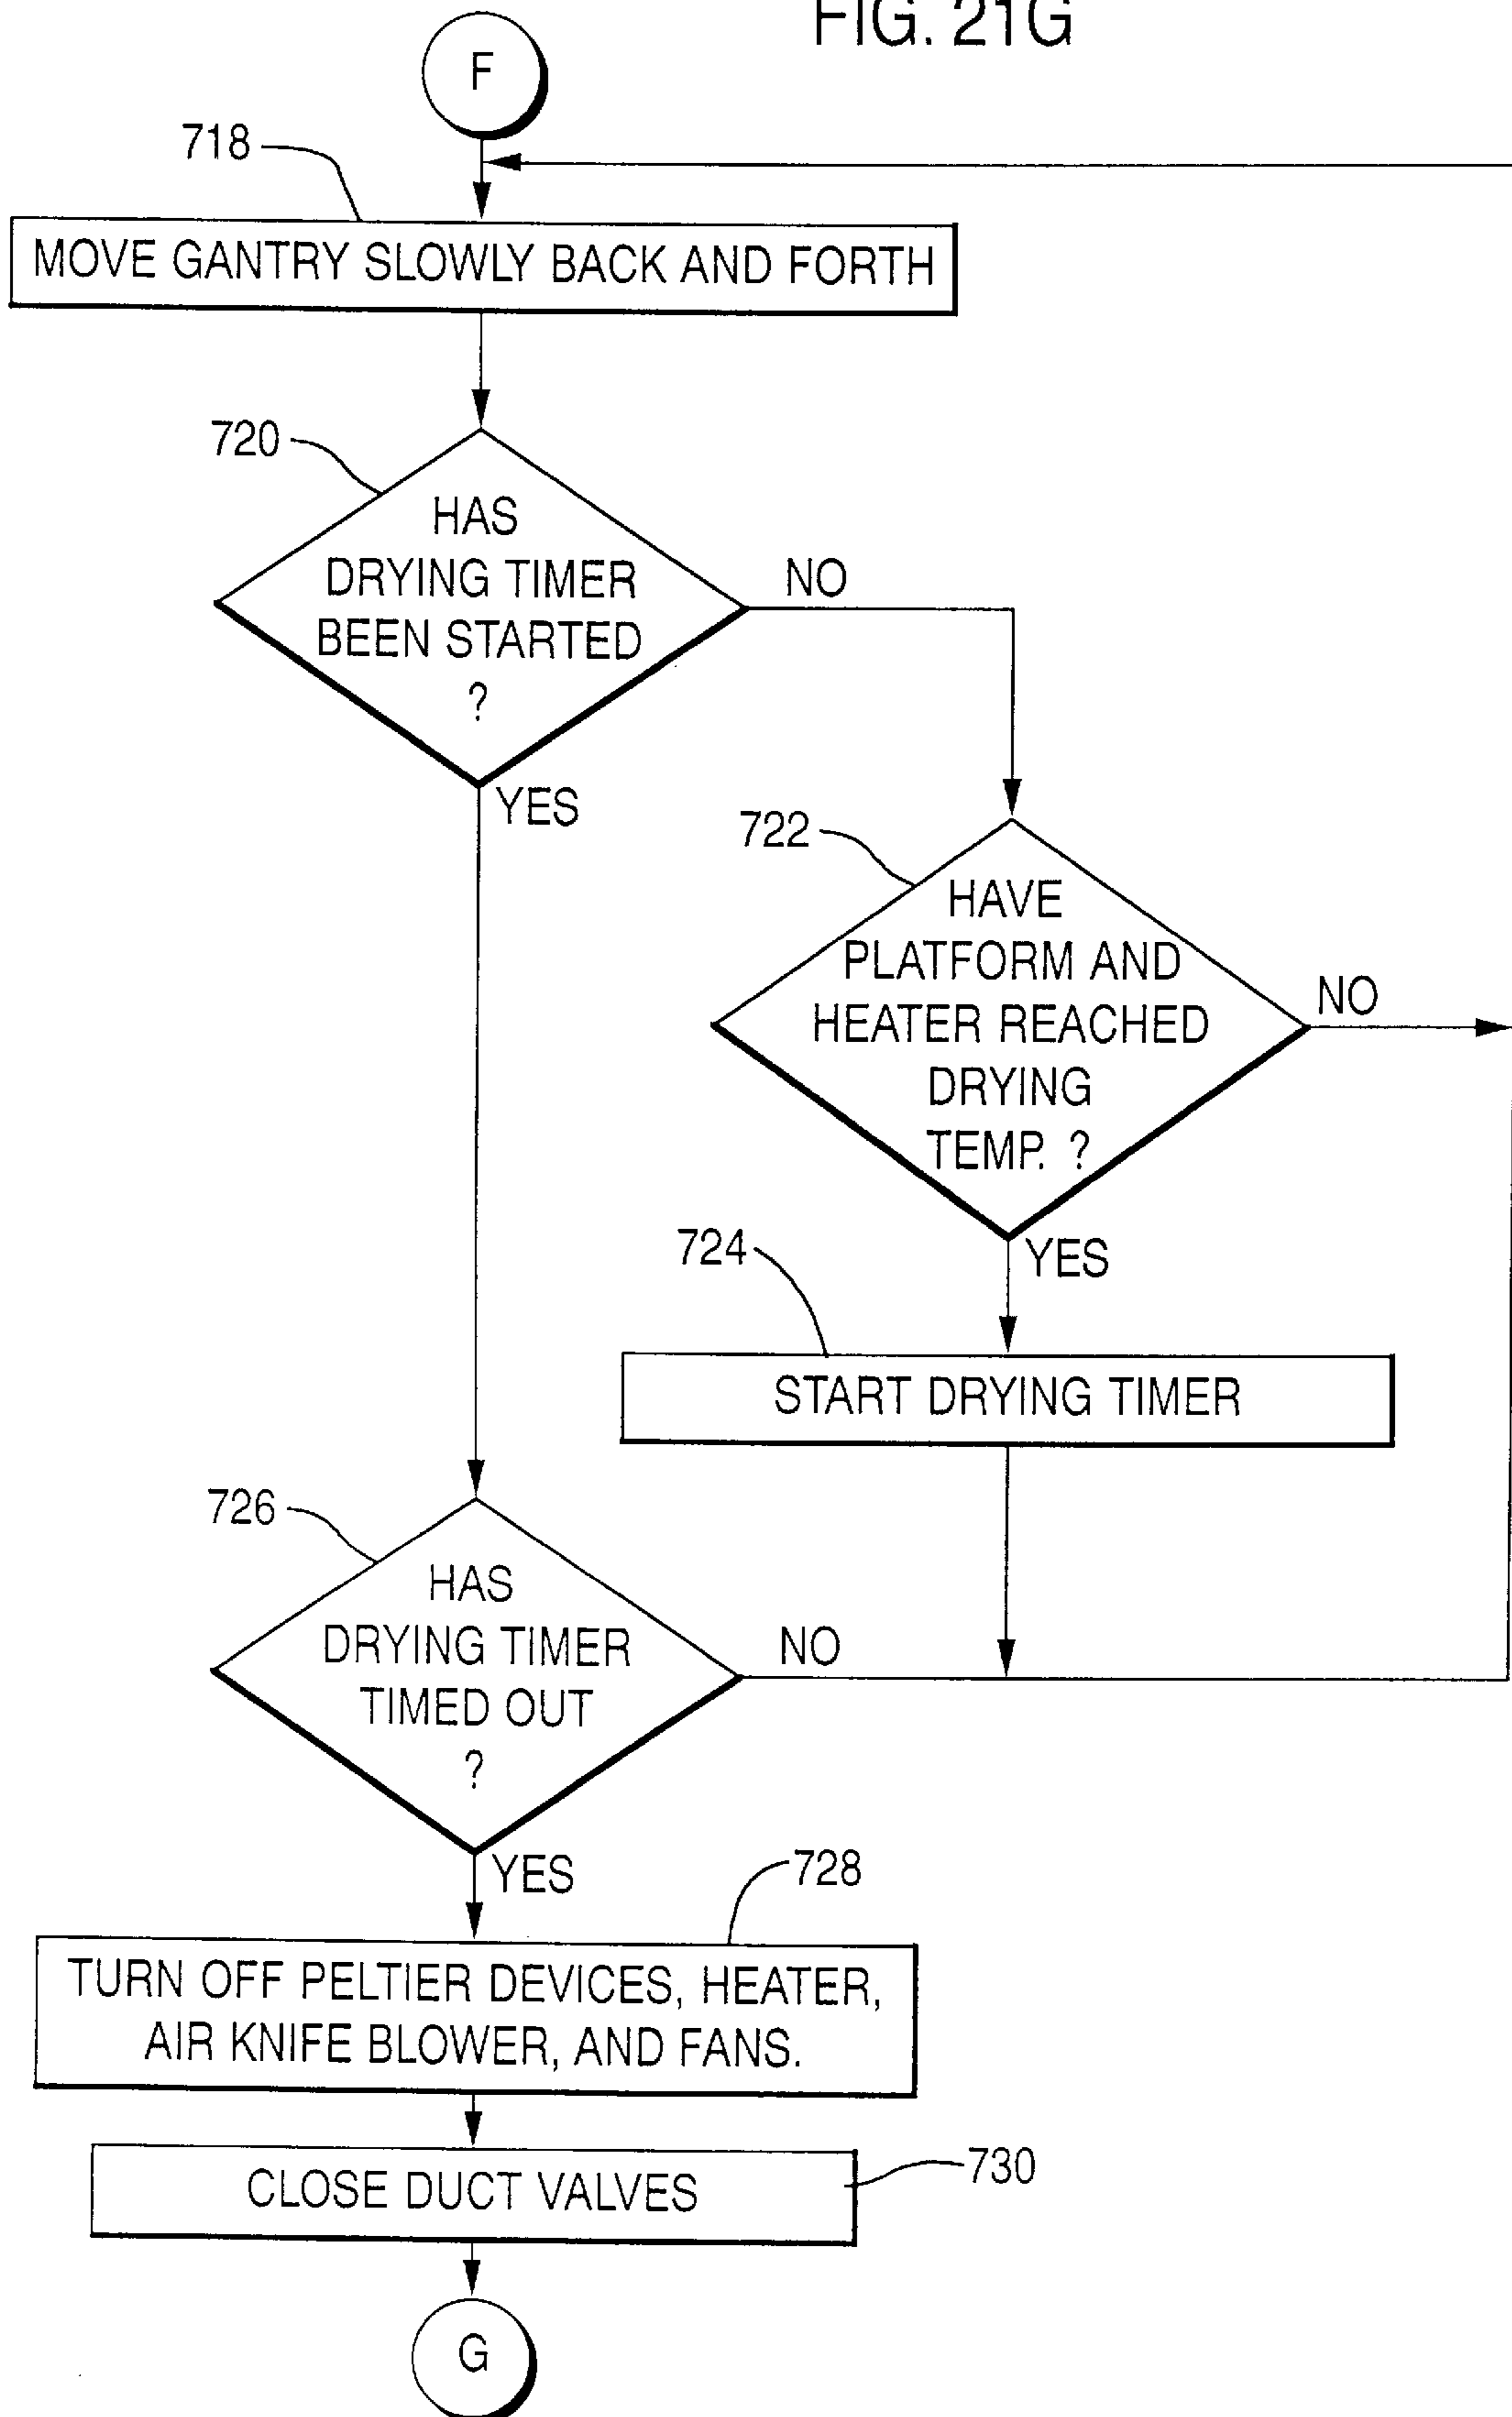 FIG. 21G
F
718
MOVE GANTRY SLOWLY BACK AND FORTH
720
HAS
DRYING TIMER
BEEN STARTED
?
NO
YES
722
HAVE
PLATFORM AND
HEATER REACHED
DRYING
TEMP. ?
NO
YES
724
START DRYING TIMER
726
HAS
DRYING TIMER
TIMED OUT
?
NO
YES
728
TURN OFF PELTIER DEVICES, HEATER,
AIR KNIFE BLOWER, AND FANS.
CLOSE DUCT VALVES
730
G